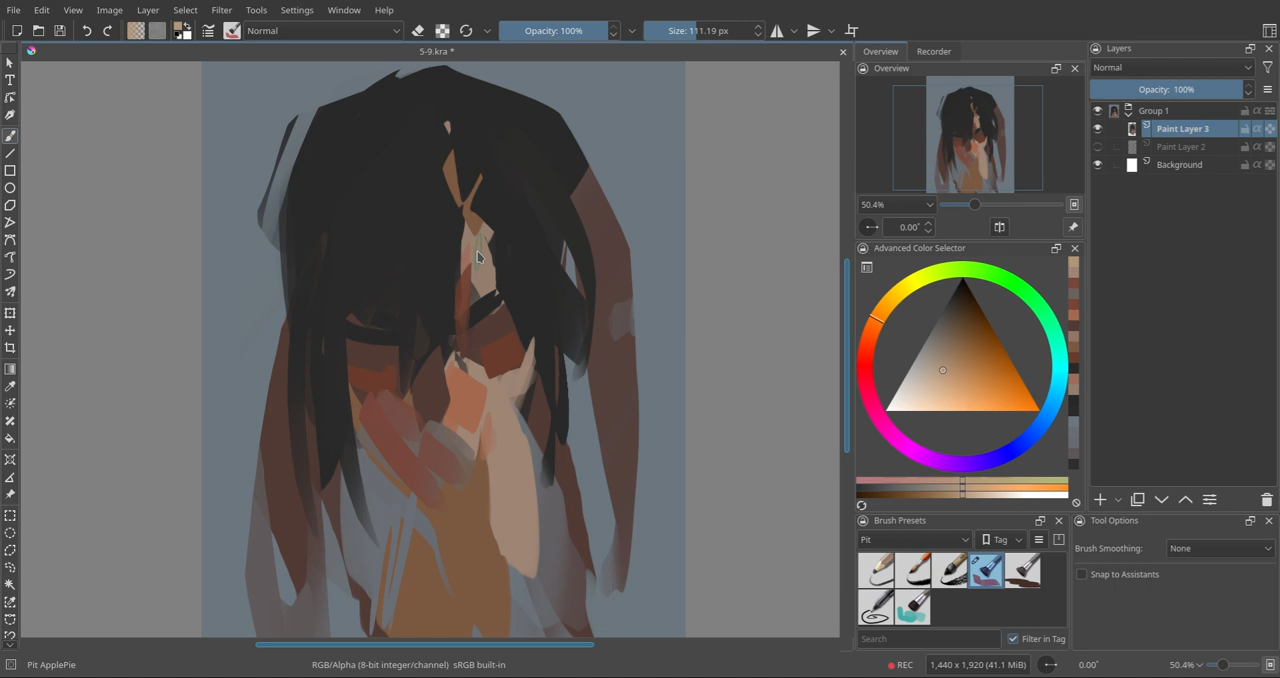 File Edit View Image Layer Select Filter Tools Settings Window Help
Normal
Opacity: 100%
Size: 111.19 px
5-9.kra *
Overview Recorder
Overview
50.4%
0.00°
Advanced Color Selector
Brush Presets
Pit
Tag
Search
Filter in Tag
Layers
Normal
Opacity: 100%
Group 1
Paint Layer 3
Paint Layer 2
Background
Tool Options
Brush Smoothing: None
Snap to Assistants
Pit ApplePie
RGB/Alpha (8-bit integer/channel) sRGB built-in
REC
1,440 x 1,920 (41.1 MiB)
0.00°
50.4%